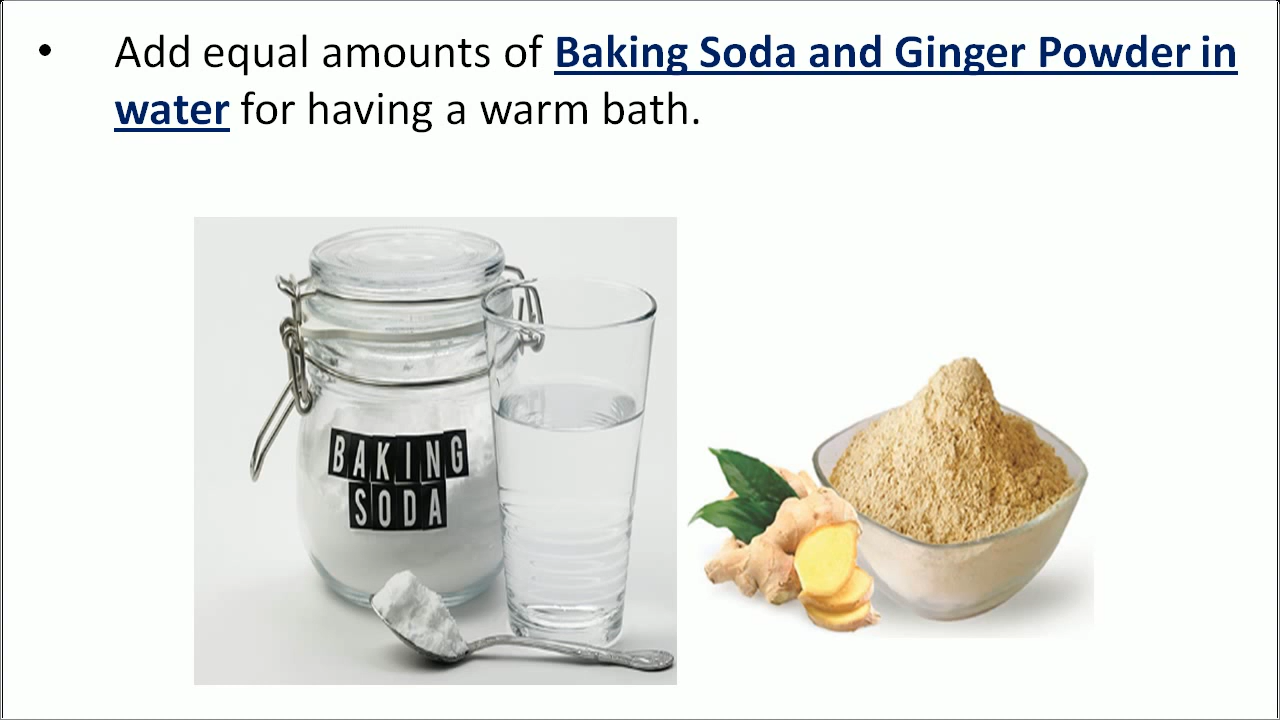 • Add equal amounts of Baking Soda and Ginger Powder in
water for having a warm bath.
BAKING
SODA